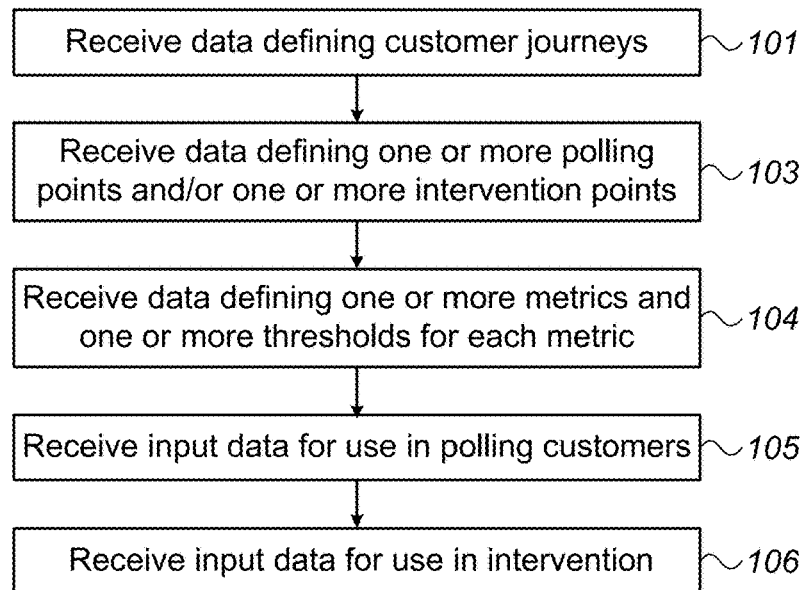 Receive data defining customer journeys 101
Receive data defining one or more polling
points and/or one or more intervention points 103
Receive data defining one or more metrics and
one or more thresholds for each metric 104
Receive input data for use in polling customers 105
Receive input data for use in intervention 106